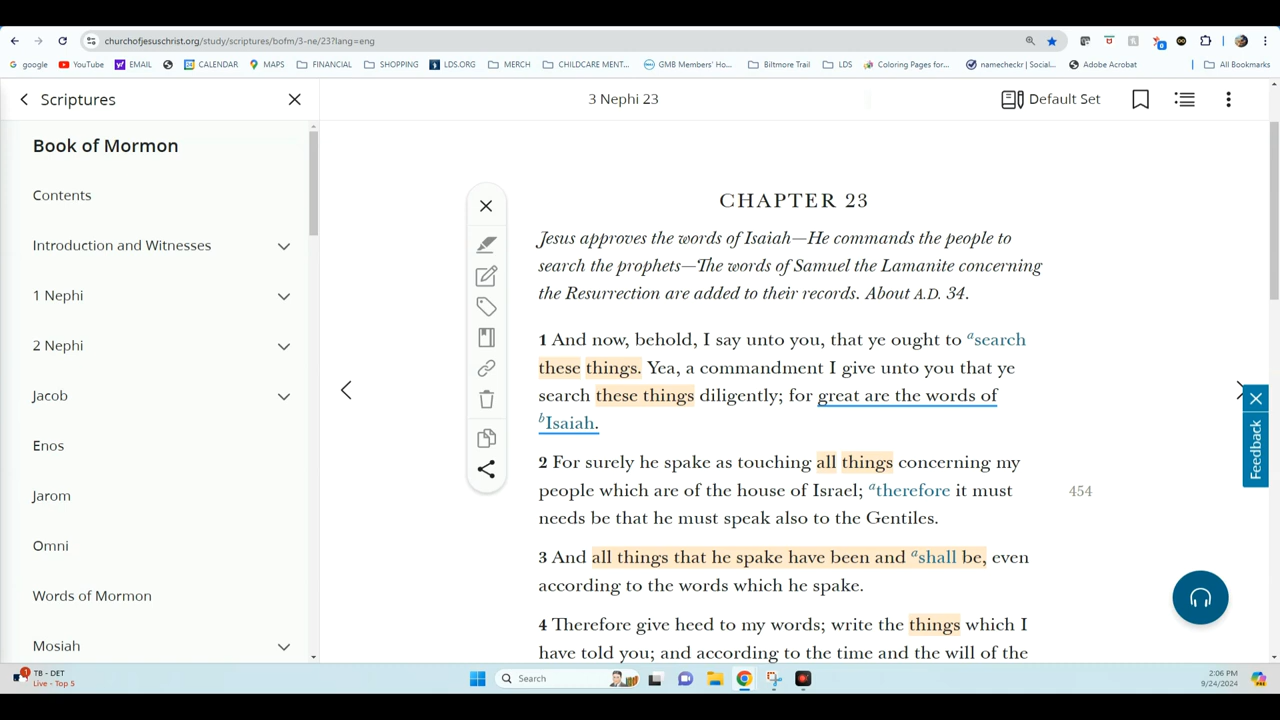 churchofjesuschrist.org/study/scriptures/bofm/3-ne/23?lang=eng
google YouTube EMAIL CALENDAR MAPS FINANCIAL SHOPPING LDS.ORG MERCH CHILDCARE MENT... GMB Members' Ho... Biltmore Trail LDS Coloring Pages for... namecheckr | Social... Adobe Acrobat All Bookmarks
Scriptures
3 Nephi 23
Default Set
Book of Mormon
Contents
Introduction and Witnesses
1 Nephi
2 Nephi
Jacob
Enos
Jarom
Omni
Words of Mormon
Mosiah
CHAPTER 23
Jesus approves the words of Isaiah—He commands the people to
search the prophets—The words of Samuel the Lamanite concerning
the Resurrection are added to their records. About A.D. 34.
1 And now, behold, I say unto you, that ye ought to a search
these things. Yea, a commandment I give unto you that ye
search these things diligently; for great are the words of
b Isaiah.
2 For surely he spake as touching all things concerning my
people which are of the house of Israel; a therefore it must
needs be that he must speak also to the Gentiles.
454
3 And all things that he spake have been and a shall be, even
according to the words which he spake.
4 Therefore give heed to my words; write the things which I
have told you; and according to the time and the will of the
Feedback
1
TB - DET
Live - Top 5
Search
2:06 PM
9/24/2024